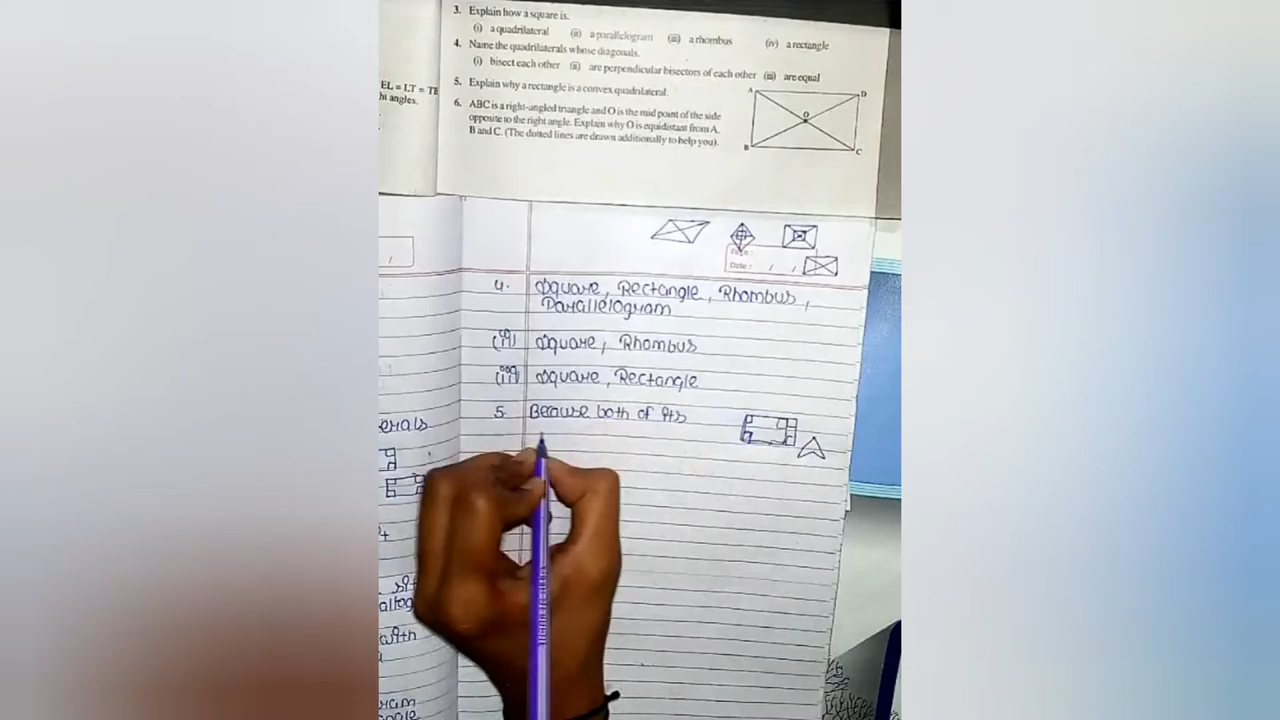 3. Explain how a square is.
(i) a quadrilateral (ii) a parallelogram (iii) a rhombus (iv) a rectangle
4. Name the quadrilaterals whose diagonals.
(i) bisect each other (ii) are perpendicular bisectors of each other (iii) are equal
5. Explain why a rectangle is a convex quadrilateral.
6. ABC is a right-angled triangle and O is the mid point of the side
opposite to the right angle. Explain why O is equidistant from A,
B and C. (The dotted lines are drawn additionally to help you).
A D
O
B C
EL = LT = TE
ht angles.
Page :
Date : / /
4. Square, Rectangle, Rhombus,
Parallelogram
(ii) Square, Rhombus
(iii) Square, Rectangle
5. Because both of its
erals